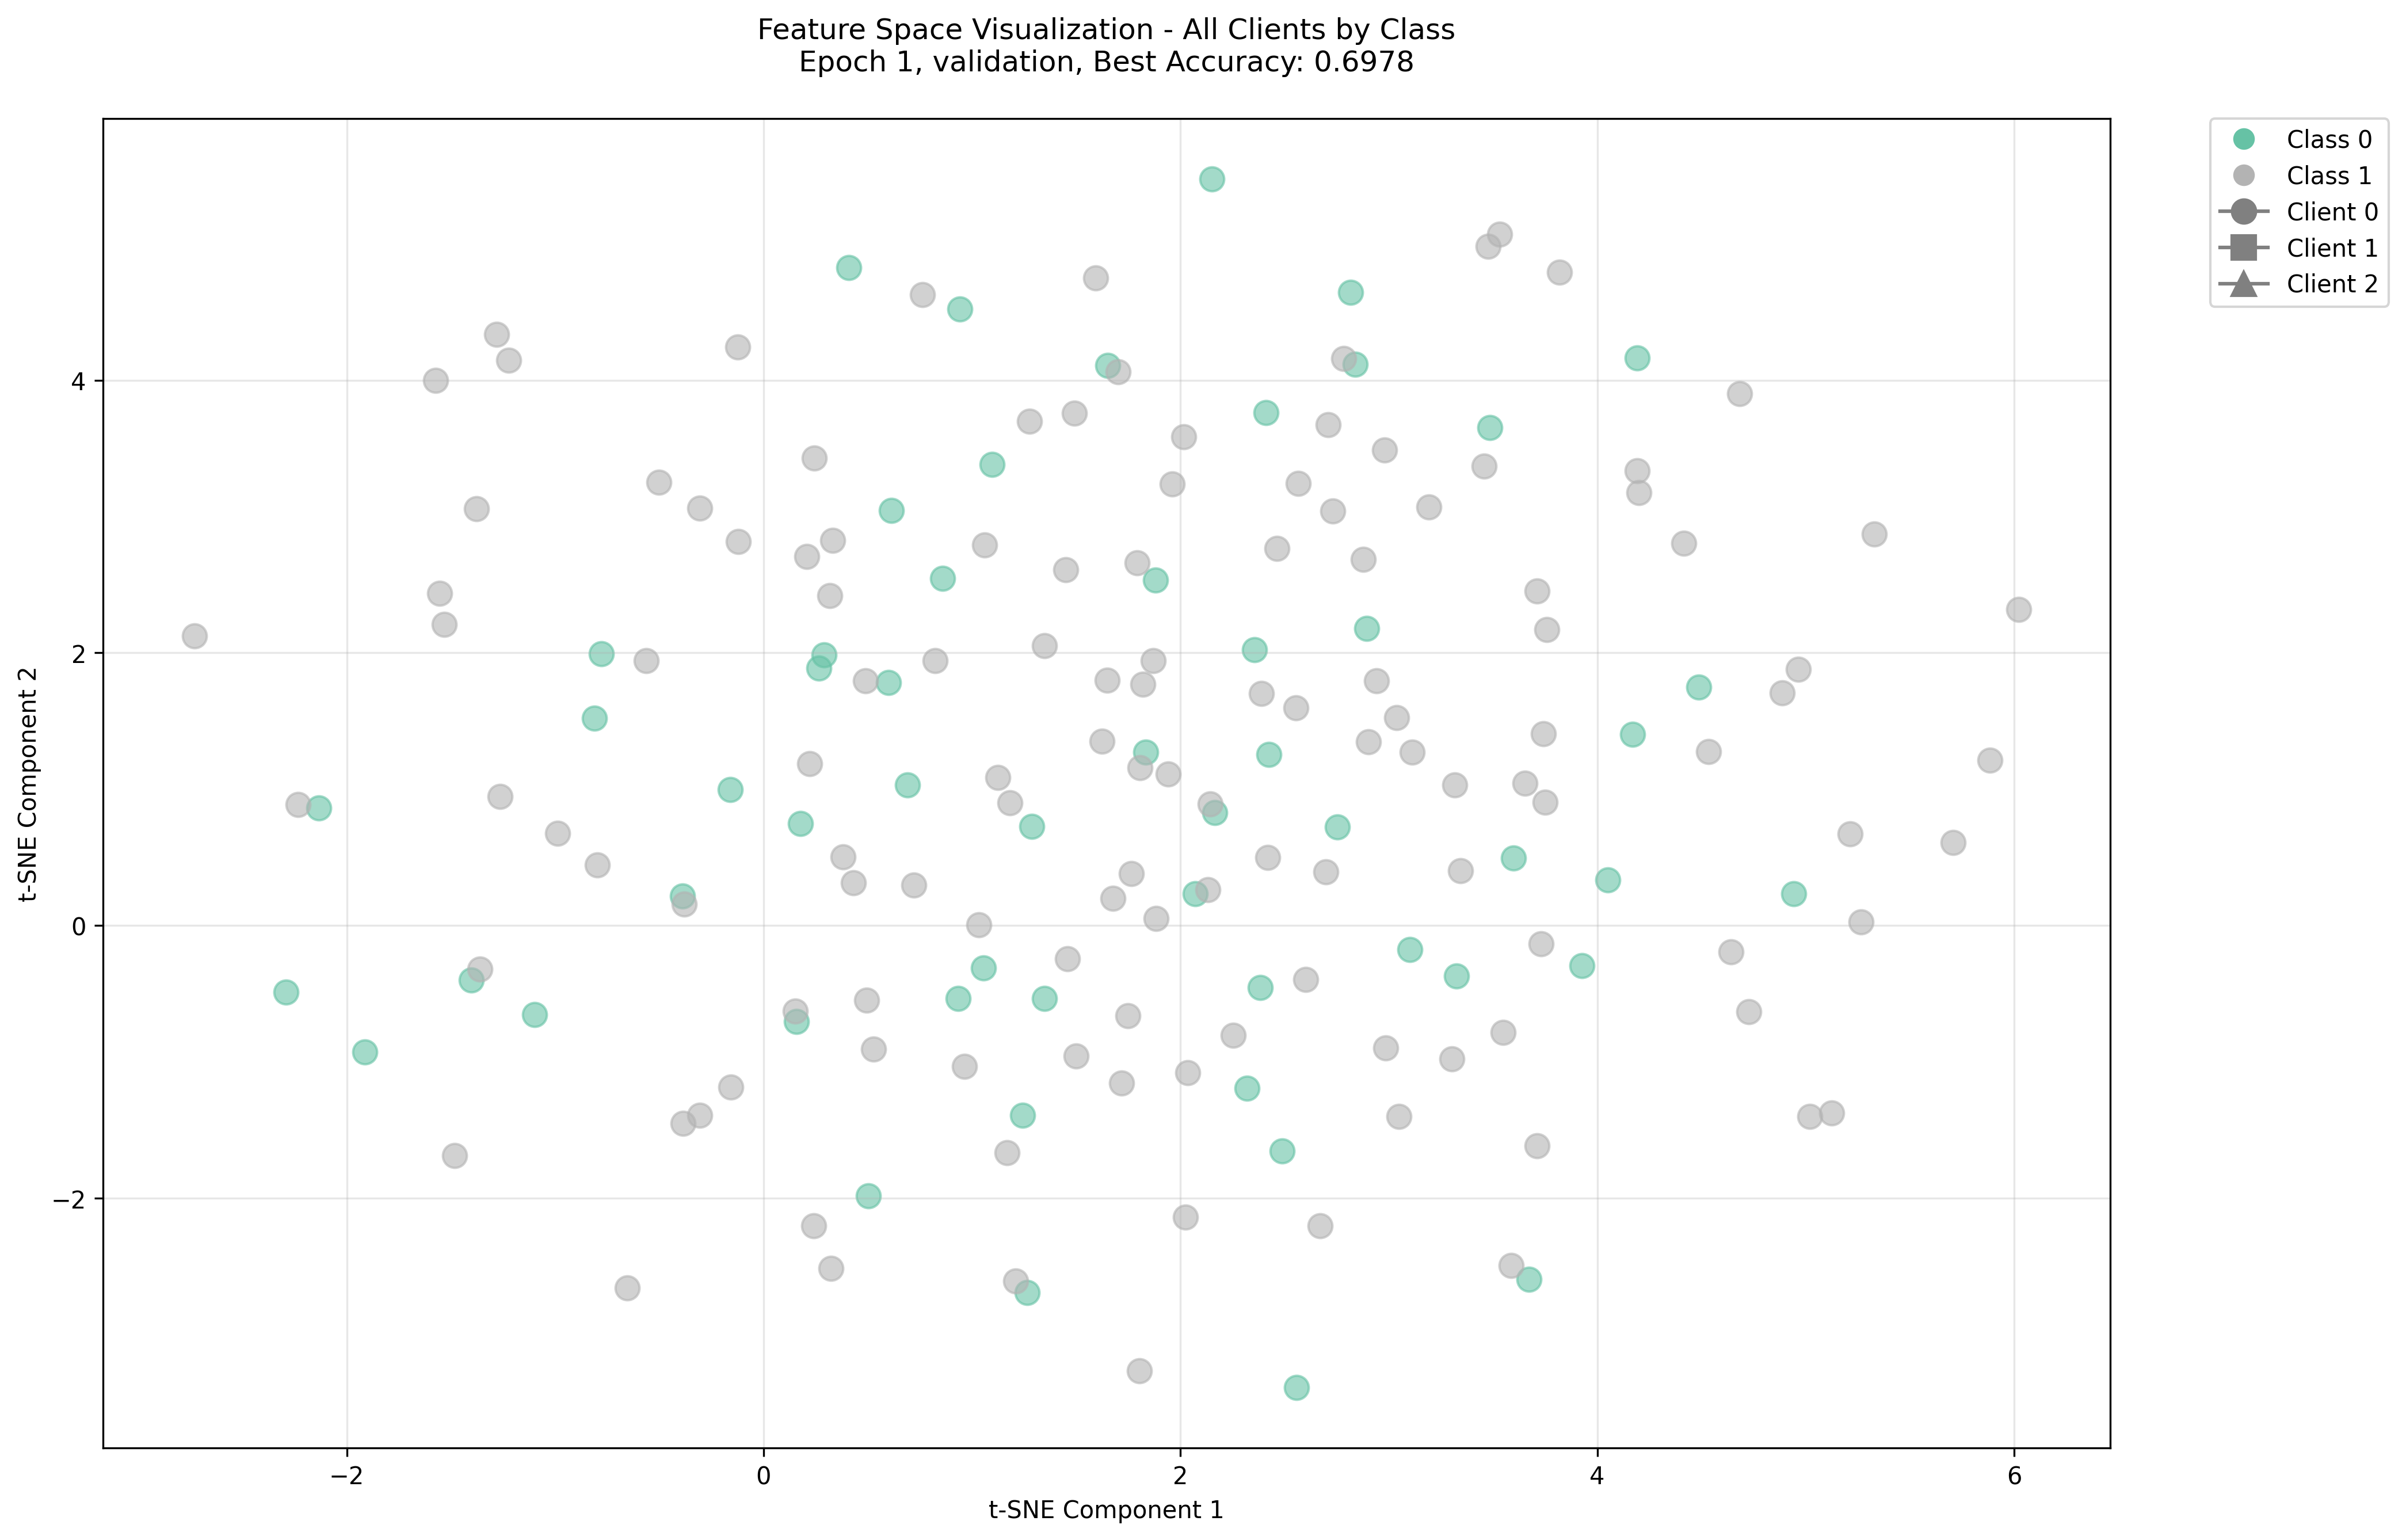 Feature Space Visualization - All Clients by Class
Epoch 1, validation, Best Accuracy: 0.6978
Class 0
Class 1
Client 0
Client 1
Client 2
t-SNE Component 2
4
2
0
−2
−2
0
2
4
6
t-SNE Component 1